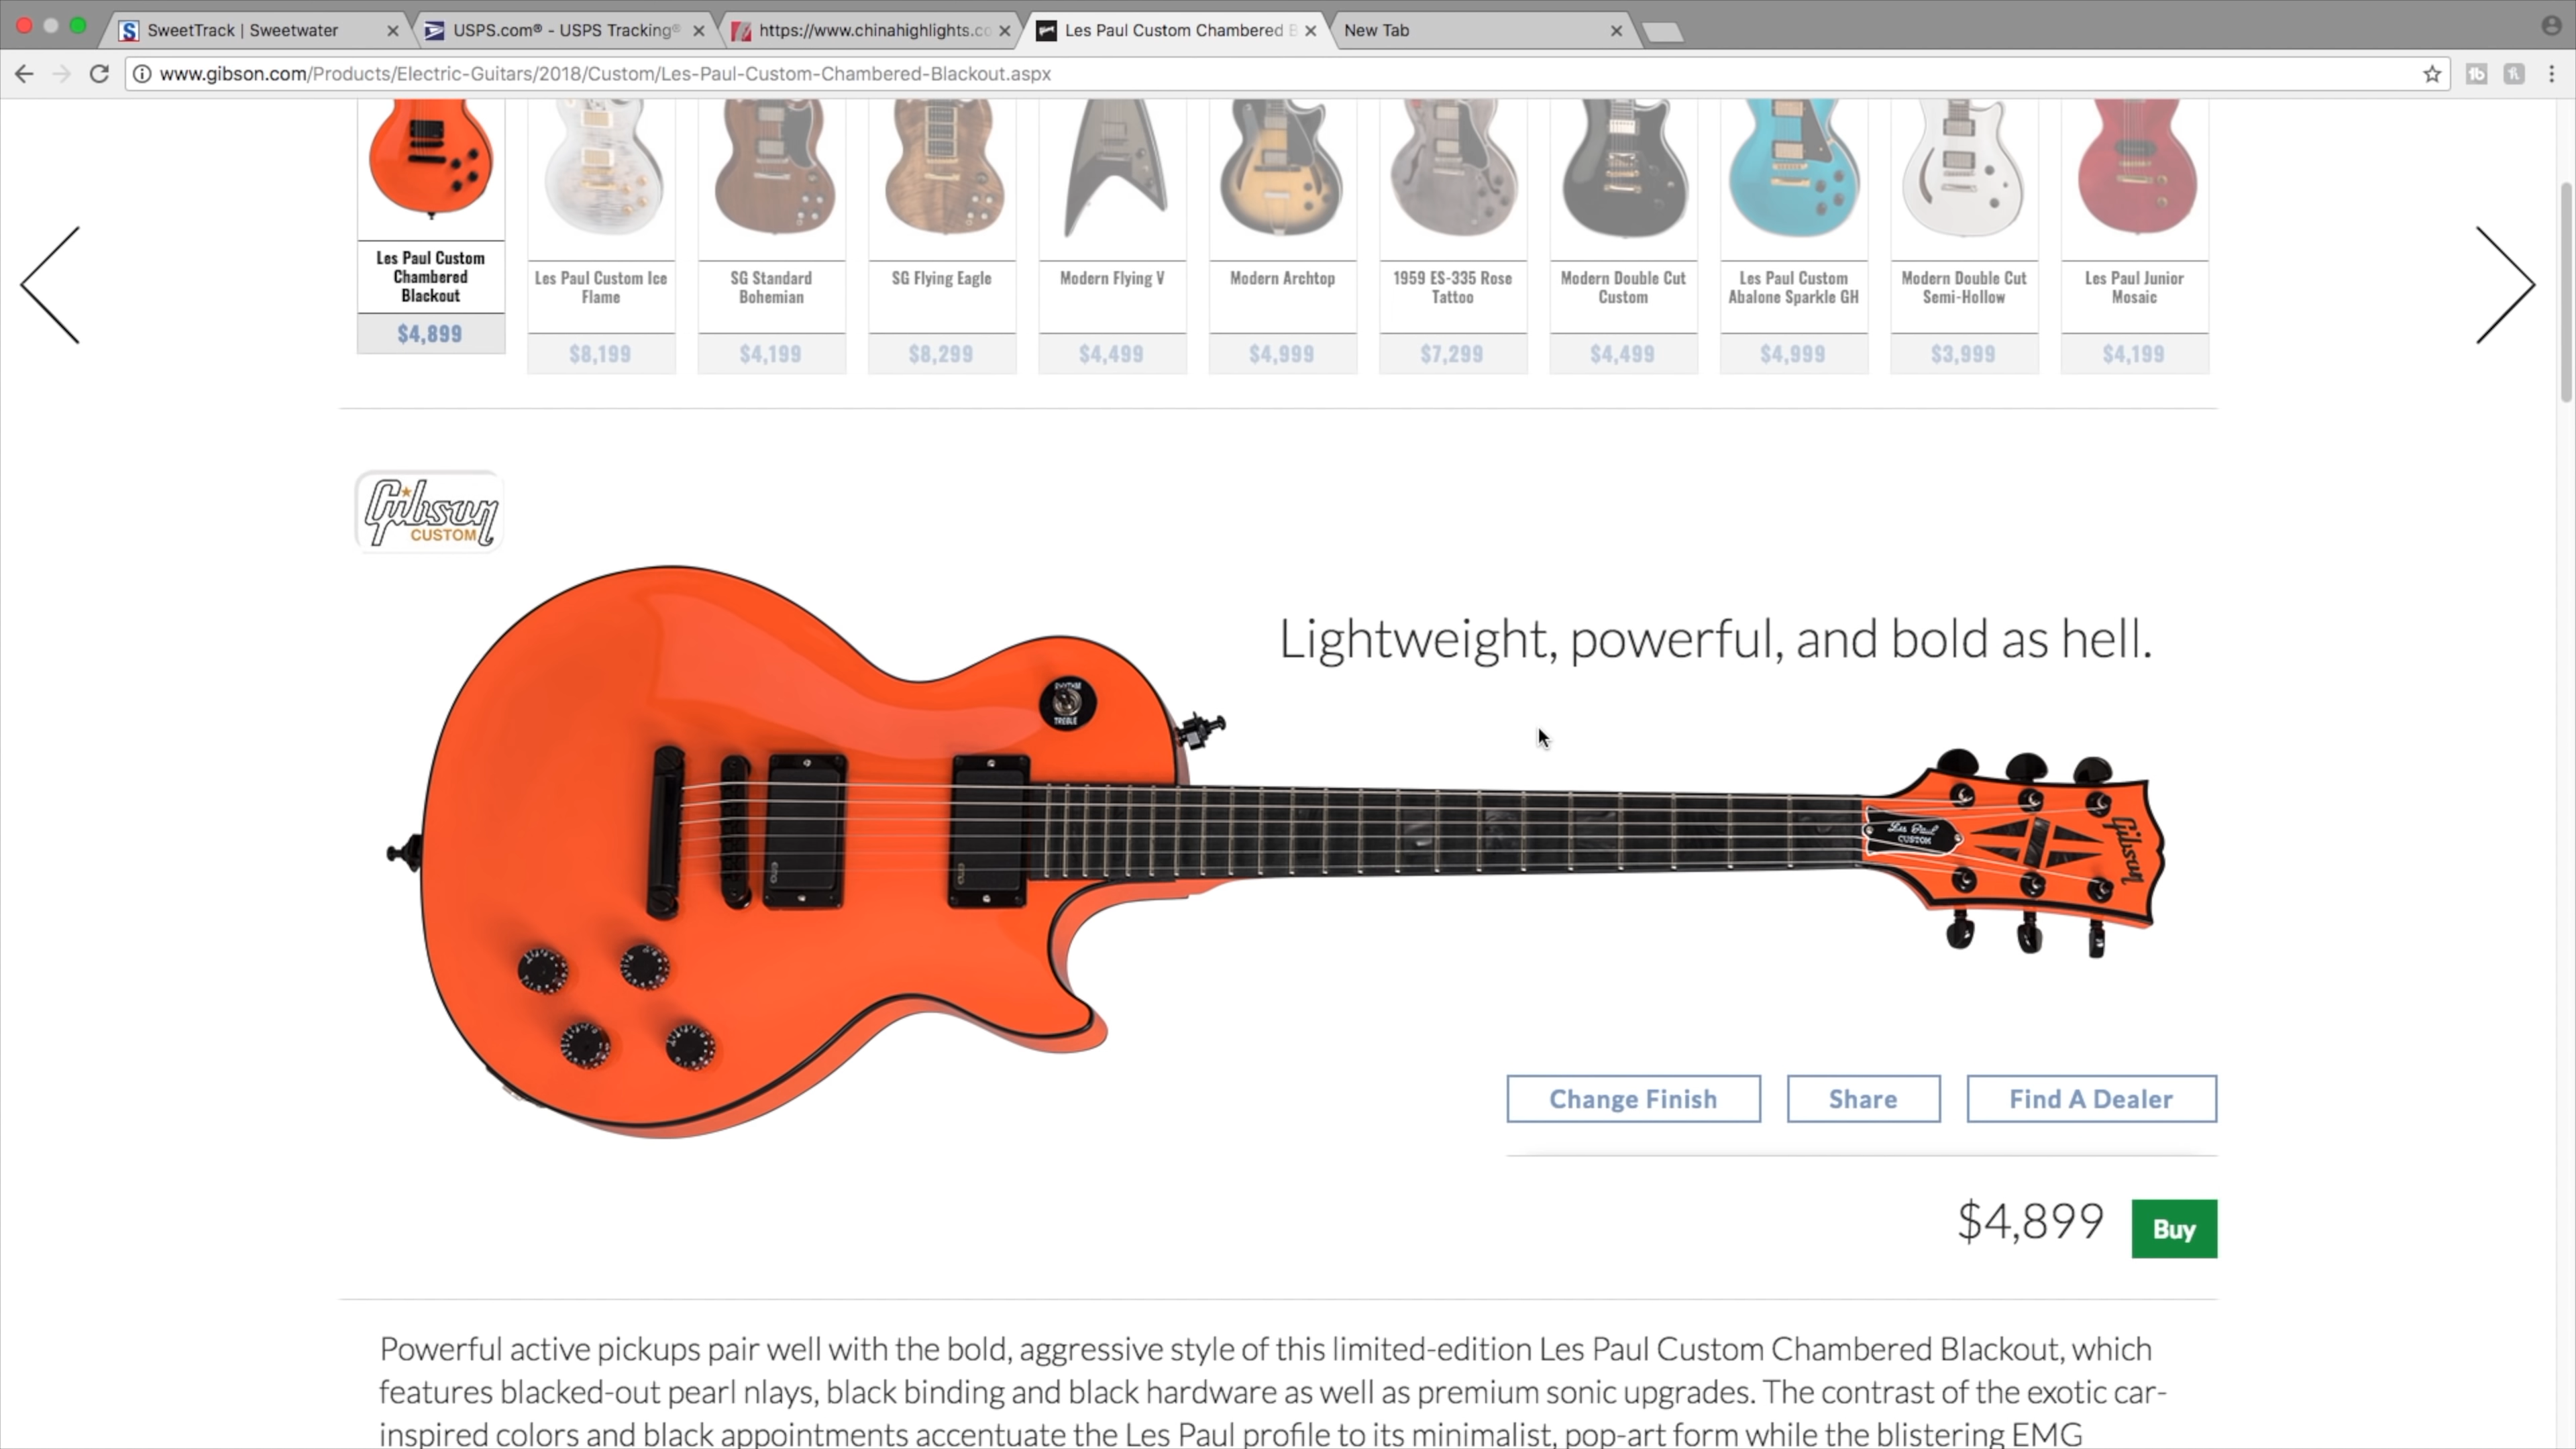 SweetTrack | Sweetwater
USPS.com® - USPS Tracking®
https://www.chinahighlights.co
Les Paul Custom Chambered B
New Tab
www.gibson.com/Products/Electric-Guitars/2018/Custom/Les-Paul-Custom-Chambered-Blackout.aspx
Les Paul Custom
Chambered
Blackout
$4,899
Les Paul Custom Ice
Flame
$8,199
SG Standard
Bohemian
$4,199
SG Flying Eagle
$8,299
Modern Flying V
$4,499
Modern Archtop
$4,999
1959 ES-335 Rose
Tattoo
$7,299
Modern Double Cut
Custom
$4,499
Les Paul Custom
Abalone Sparkle GH
$4,999
Modern Double Cut
Semi-Hollow
$3,999
Les Paul Junior
Mosaic
$4,199
Gibson
CUSTOM
Lightweight, powerful, and bold as hell.
RHYTHM
TREBLE
Les Paul
CUSTOM
Gibson
Change Finish
Share
Find A Dealer
$4,899
Buy
Powerful active pickups pair well with the bold, aggressive style of this limited-edition Les Paul Custom Chambered Blackout, which
features blacked-out pearl nlays, black binding and black hardware as well as premium sonic upgrades. The contrast of the exotic car-
inspired colors and black appointments accentuate the Les Paul profile to its minimalist, pop-art form while the blistering EMG